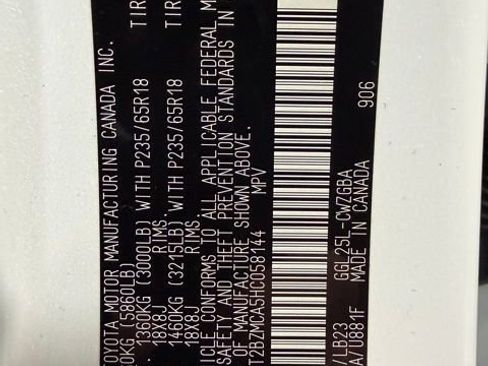 TOYOTA MOTOR MANUFACTURING CANADA INC.
0KG (5860LB)
1360KG (3000LB) WITH P235/65R18 TIR
18X8J RIMS.
1460KG (3215LB) WITH P235/65R18 TIR
18X8J RIMS.
ICLE CONFORMS TO ALL APPLICABLE FEDERAL M
SAFETY AND THEFT PREVENTION STANDARDS IN
OF MANUFACTURE SHOWN ABOVE.
T2BZMCA5HC058144 MPV
/LB23 GGL25L-CWZGBA
A/U881F MADE IN CANADA 906